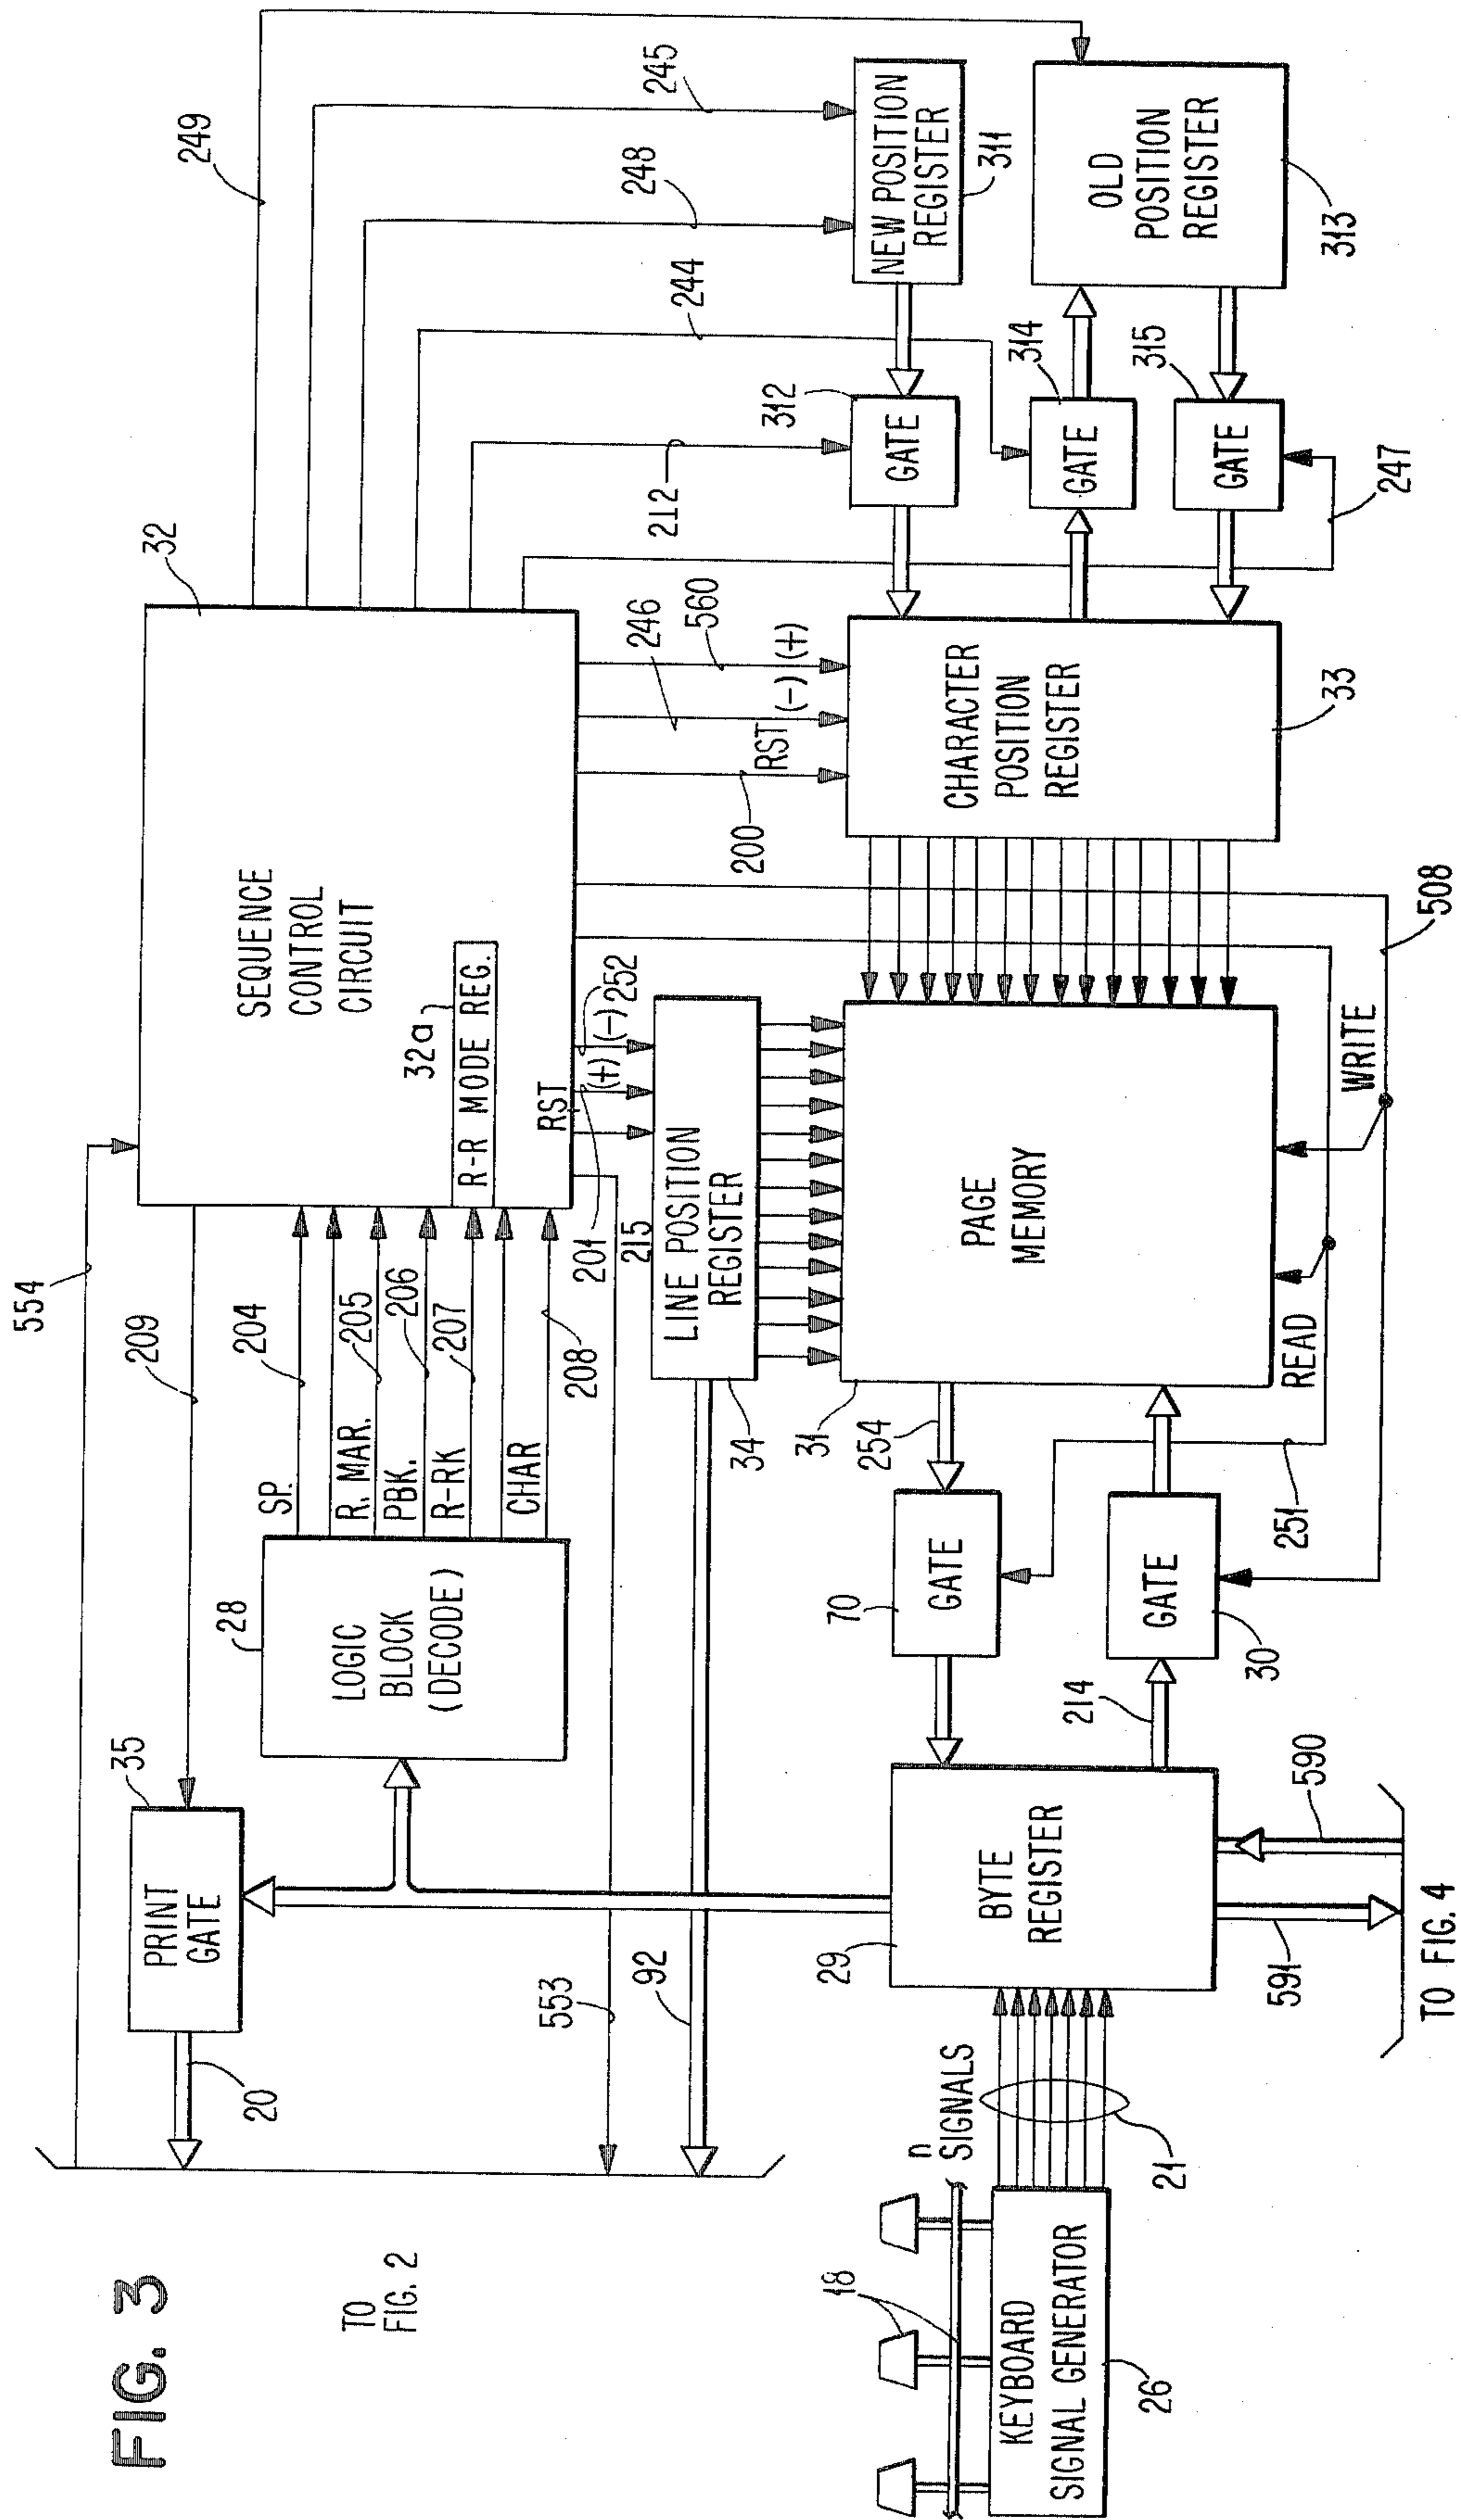 FIG. 3
TO
FIG. 2
554
209
20
35
PRINT
GATE
28
LOGIC
BLOCK
(DECODE)
SP.
204
R. MAR.
205
PBK.
206
R-RK
207
CHAR
208
32
SEQUENCE
CONTROL
CIRCUIT
32a
R-R MODE REG.
RST
(+)
(-)
252
201
215
249
245
248
244
212
246
560
200
RST
(-)
(+)
553
92
34
LINE POSITION
REGISTER
31
PAGE
MEMORY
254
70
GATE
GATE
30
214
251
READ
WRITE
508
CHARACTER
POSITION
REGISTER
33
312
GATE
314
GATE
315
GATE
247
NEW POSITION
REGISTER
311
OLD
POSITION
REGISTER
313
29
BYTE
REGISTER
591
590
TO FIG. 4
n
SIGNALS
21
18
KEYBOARD
SIGNAL GENERATOR
26